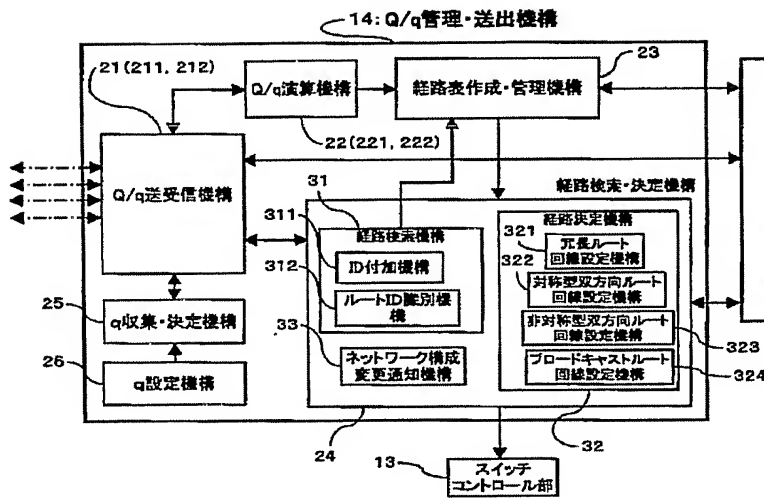 14:Q/q管理・送出機構
21(211, 212)
23
Q/q演算機構
経路表作成・管理機構
22(221, 222)
Q/q送受信機構
経路検索・決定機構
31
経路検索機構
311
ID付加機構
312
ルートID識別機
構
経路決定機構
321
冗長ルート
回線設定機構
322
対称型双方向ルート
回線設定機構
非対称型双方向ルート
回線設定機構
323
ブロードキャストルート
回線設定機構
324
25
q収集・決定機構
33
ネットワーク構成
変更通知機構
26
q設定機構
24
32
13
スイッチ
コントロール部